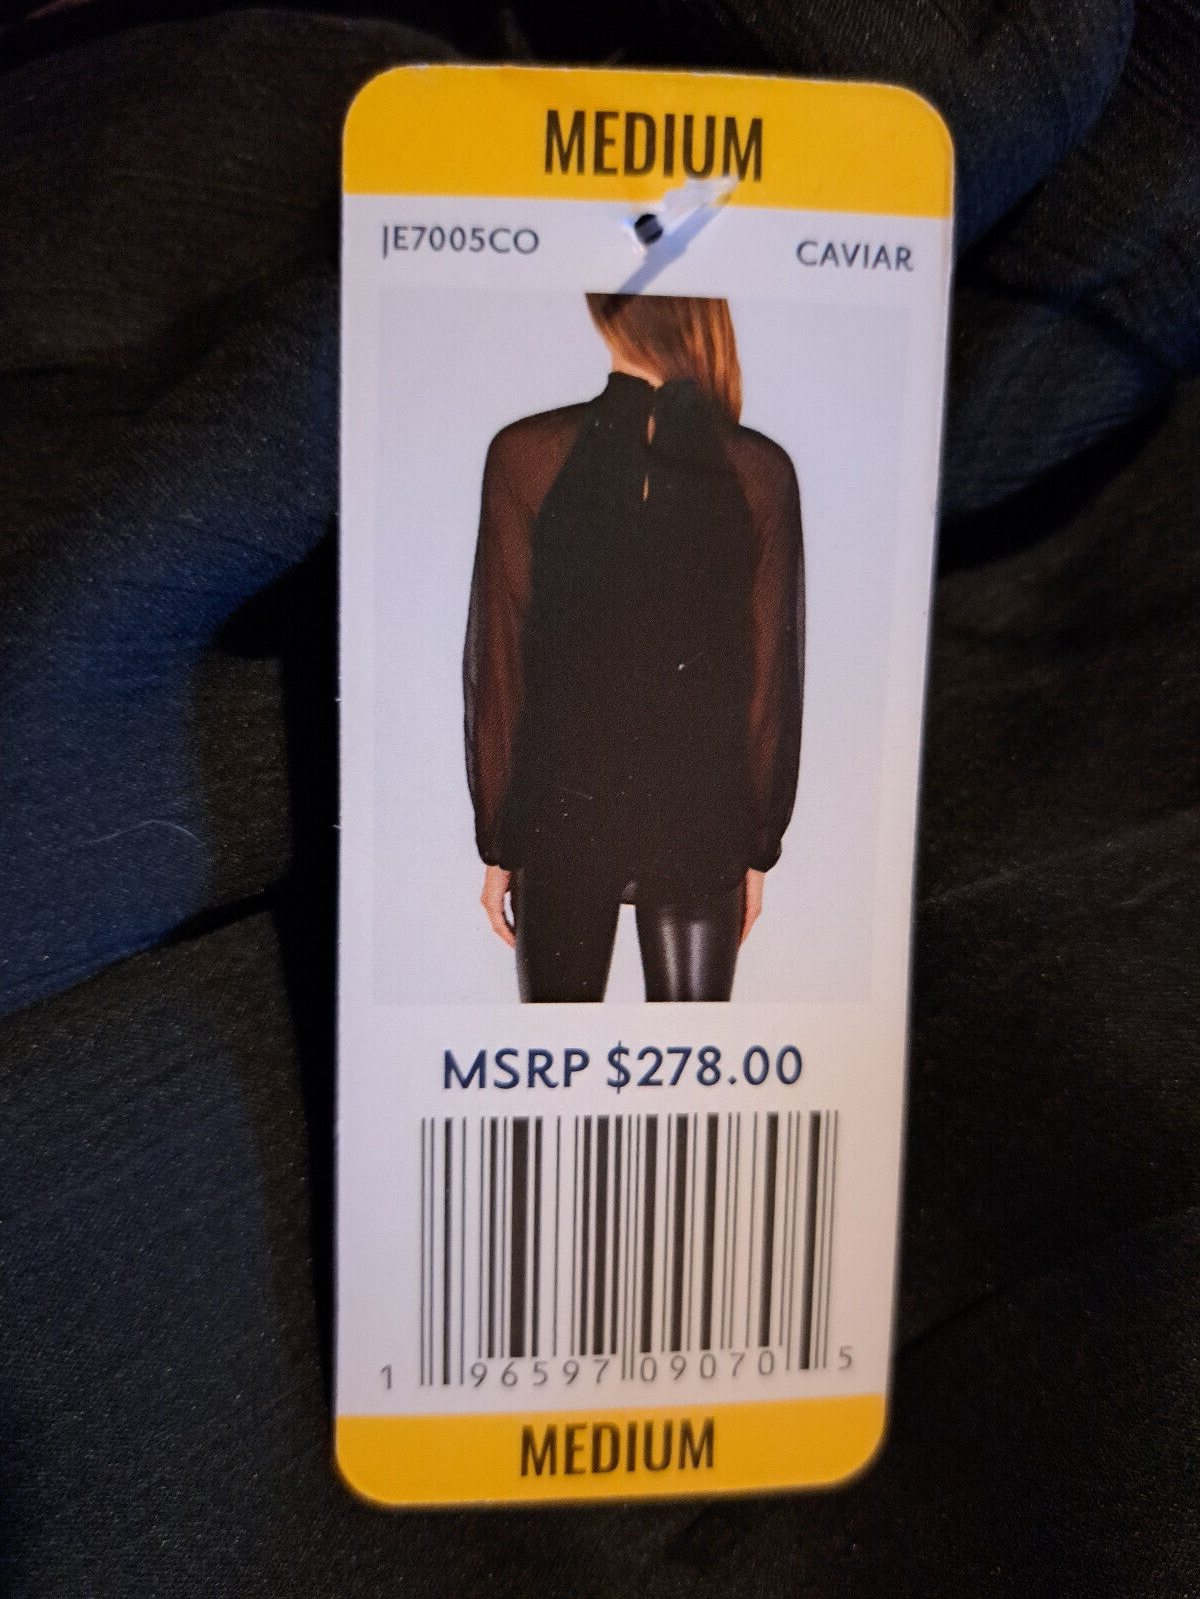 MEDIUM
JE7005CO CAVIAR
MSRP $278.00
1 96597 09070 5
MEDIUM